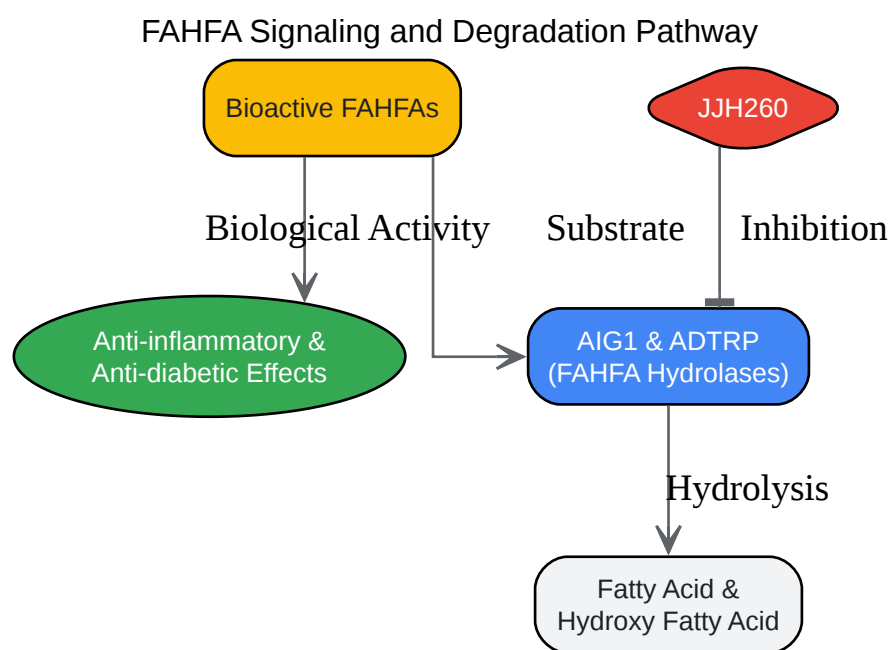 FAHFA Signaling and Degradation Pathway
Bioactive FAHFAs
JJH260
Biological Activity
Substrate
Inhibition
Anti-inflammatory &
Anti-diabetic Effects
AIG1 & ADTRP
(FAHFA Hydrolases)
Hydrolysis
Fatty Acid &
Hydroxy Fatty Acid